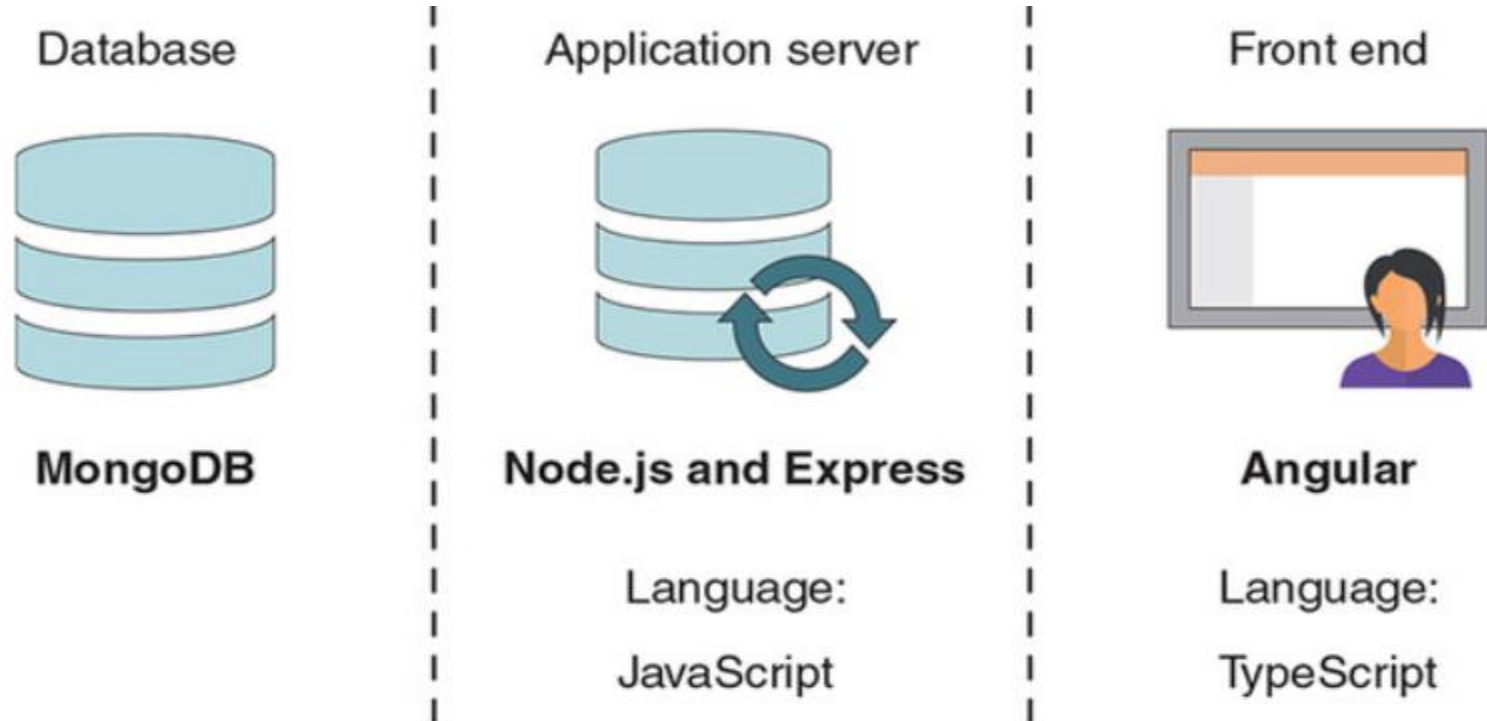 Database
MongoDB
Application server
Node.js and Express
Language:
JavaScript
Front end
Angular
Language:
TypeScript